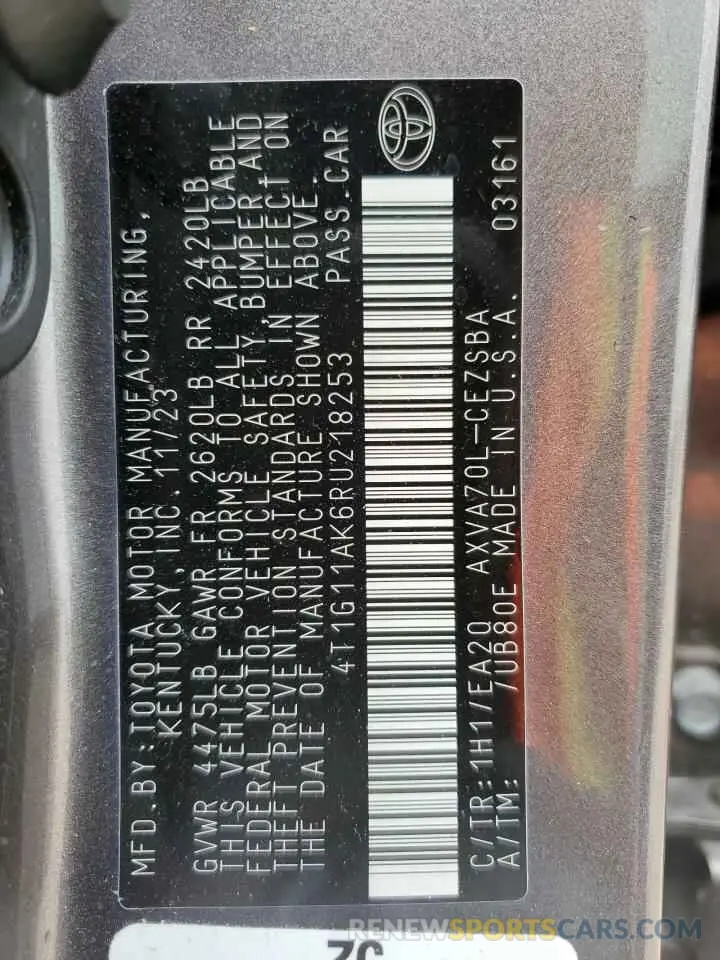 MFD.BY:TOYOTA MOTOR MANUFACTURING,
KENTUCKY,INC. 11/23
GVWR 4475LB GAWR FR 2620LB RR 2420LB
THIS VEHICLE CONFORMS TO ALL APPLICABLE
FEDERAL MOTOR VEHICLE SAFETY, BUMPER AND
THEFT PREVENTION STANDARDS IN EFFECT ON
THE DATE OF MANUFACTURE SHOWN ABOVE.
4T1G11AK6RU218253 PASS.CAR
C/TR:1H1/EA20 AXVA70L-CEZSBA 03161
A/TM: /UB80E MADE IN U.S.A.
RENEWSPORTCARS.COM